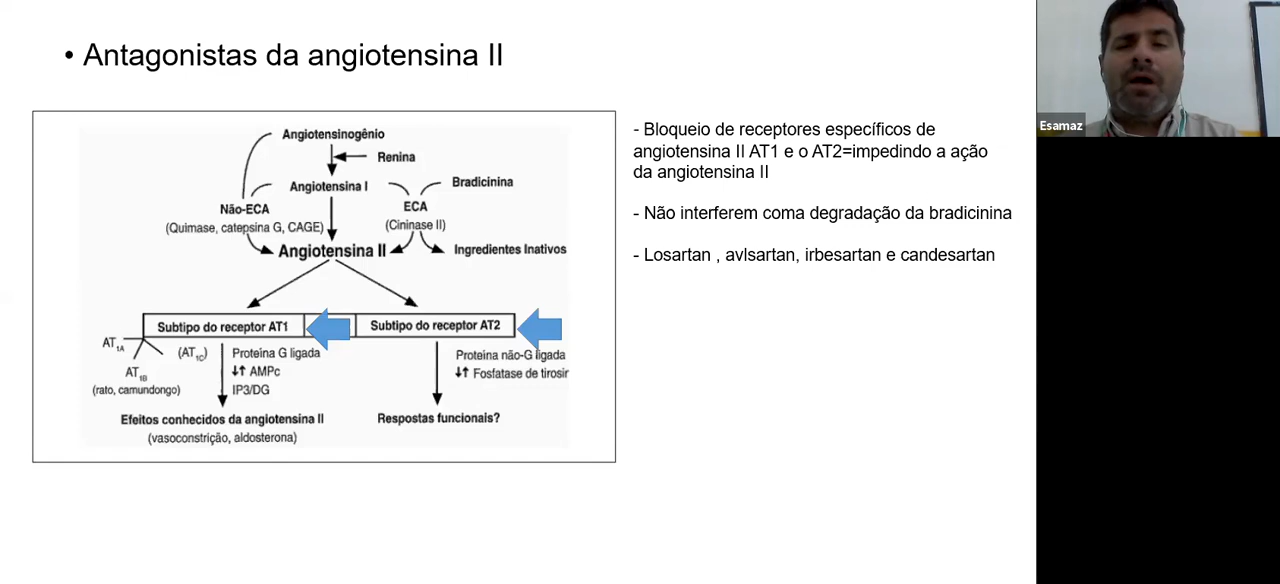 • Antagonistas da angiotensina II
Angiotensinogênio
Renina
Angiotensina I
Bradicinina
Não-ECA
ECA
(Quimase, catepsina G, CAGE)
(Cininase II)
Angiotensina II
Ingredientes Inativos
Subtipo do receptor AT1
Subtipo do receptor AT2
AT1A
(AT1C)
Proteína G ligada
Proteína não-G ligada
AT1B
↓↑ AMPc
↓↑ Fosfatase de tirosir
(rato, camundongo)
IP3/DG
Efeitos conhecidos da angiotensina II
Respostas funcionais?
(vasoconstrição, aldosterona)
- Bloqueio de receptores específicos de
angiotensina II AT1 e o AT2=impedindo a ação
da angiotensina II
- Não interferem coma degradação da bradicinina
- Losartan , avlsartan, irbesartan e candesartan
Esamaz